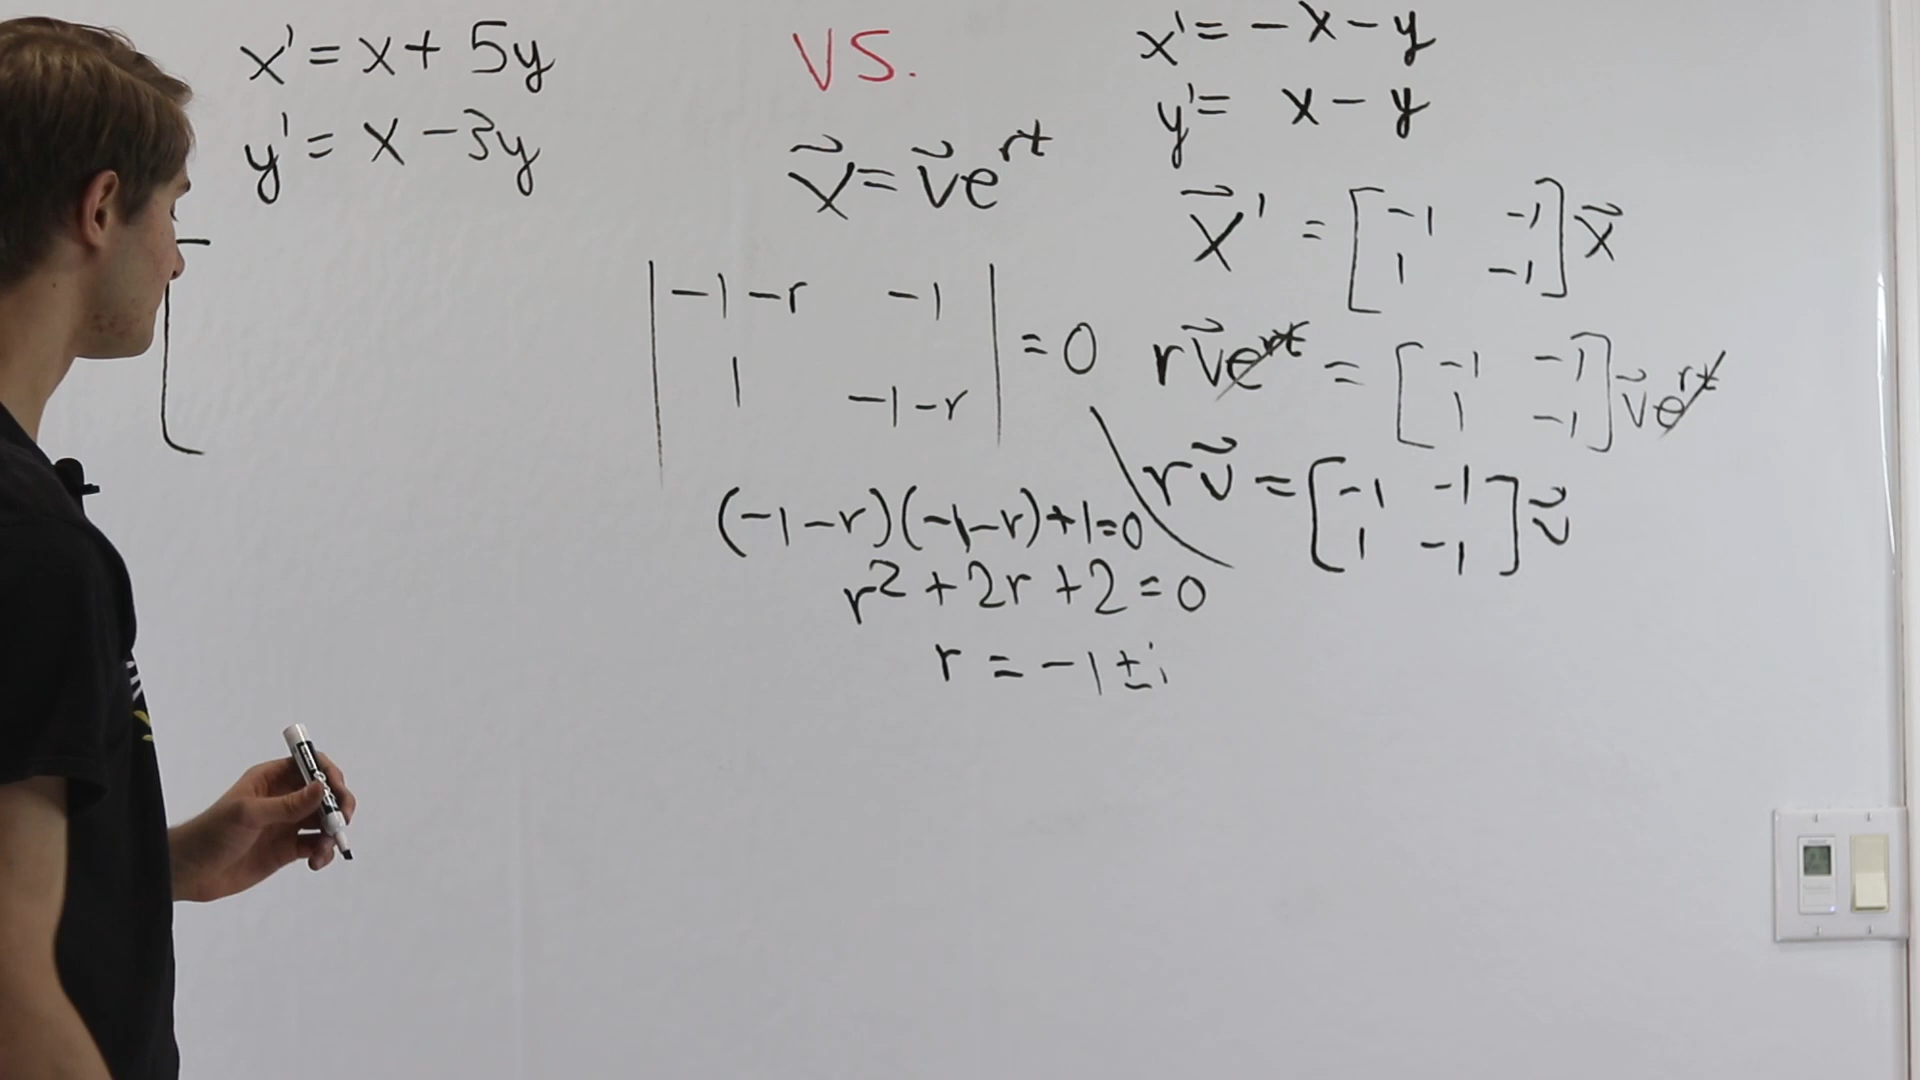 x' = x + 5y
y' = x - 3y
VS.
x' = -x - y
y' = x - y
x⃗ = v⃗e^rt
x⃗' = [-1 -1
1 -1] x⃗
|-1-r -1
1 -1-r| = 0
rv⃗e^rt = [-1 -1
1 -1] v⃗e^rt
rv⃗ = [-1 -1
1 -1] v⃗
(-1-r)(-1-r)+1=0
r² + 2r + 2 = 0
r = -1 ± i